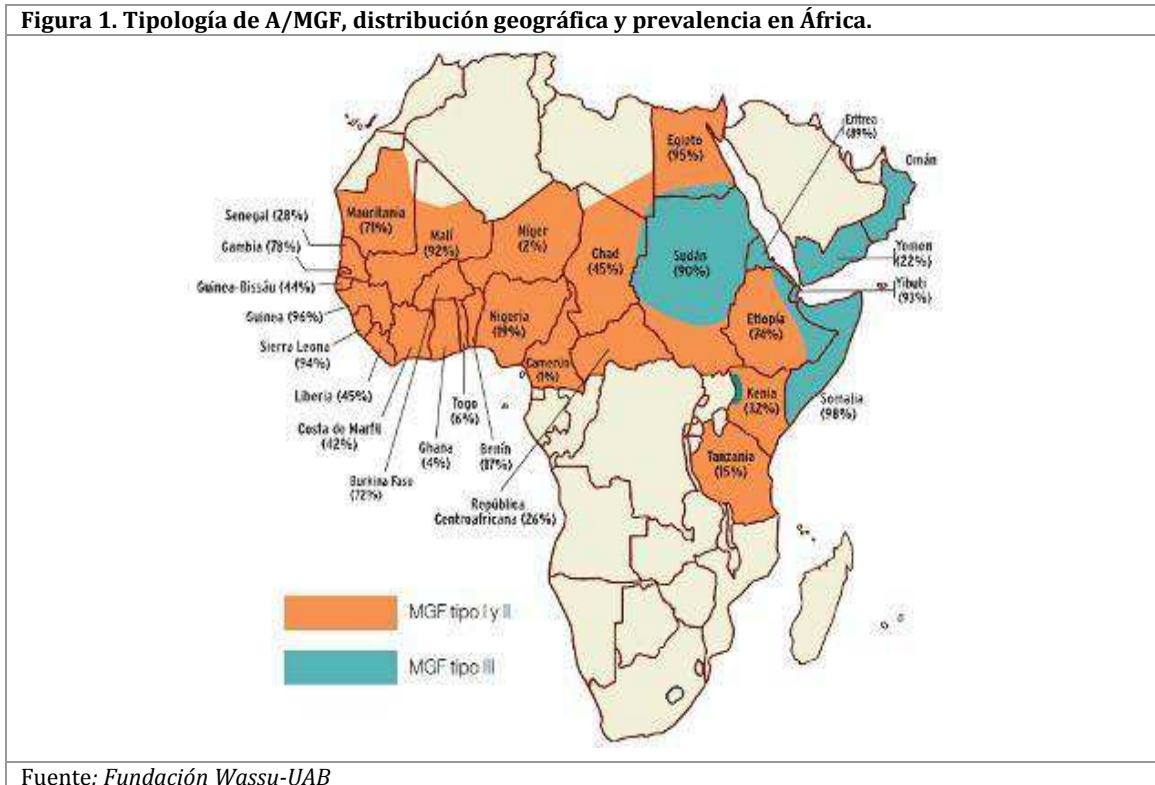 Figura 1. Tipología de A/MGF, distribución geográfica y prevalencia en África.
Eritrea
(89%)
Egipto
(95%)
Omán
Senegal (28%)
Mauritania
(71%)
Malí
(92%)
Níger
(2%)
Chad
(45%)
Sudán
(90%)
Yemen
(22%)
Gambia (78%)
Yibuti
(93%)
Guinea-Bissáu (44%)
Guinea (96%)
Nigeria
(19%)
Etiopía
(74%)
Sierra Leona
(94%)
Camerún
(1%)
Kenia
(32%)
Somalia
(98%)
Liberia (45%)
Togo
(6%)
Costa de Marfil
(42%)
Ghana
(4%)
Benín
Tanzania
(15%)
Burkina Faso
(72%)
República
Centroafricana (26%)
MGF tipo I y II
MGF tipo III
Fuente: Fundación Wassu-UAB